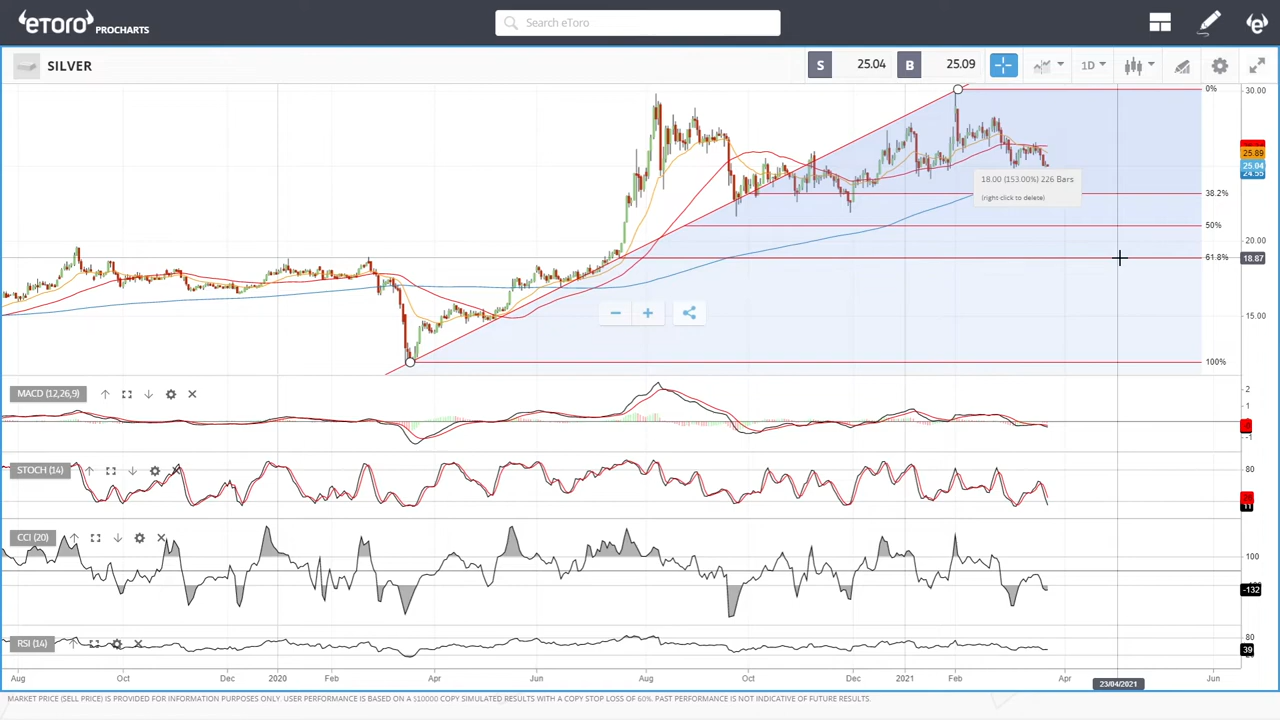 eToro PROCHARTS
Search eToro
SILVER
S 25.04 B 25.09
1D
0%
30.00
25.89
25.04
24.55
18.00 (153.00%) 226 Bars
(right click to delete)
38.2%
50%
20.00
61.8%
18.87
15.00
100%
MACD (12,26,9)
2
1
-1
STOCH (14)
80
11
CCI (20)
100
-132
RSI (14)
80
39
Aug Oct Dec 2020 Feb Apr Jun Aug Oct Dec 2021 Feb Apr 23/04/2021 Jun
MARKET PRICE (SELL PRICE) IS PROVIDED FOR INFORMATION PURPOSES ONLY. USER PERFORMANCE IS BASED ON A $10000 COPY SIMULATED RESULTS WITH A COPY STOP LOSS OF 60%. PAST PERFORMANCE IS NOT INDICATIVE OF FUTURE RESULTS.